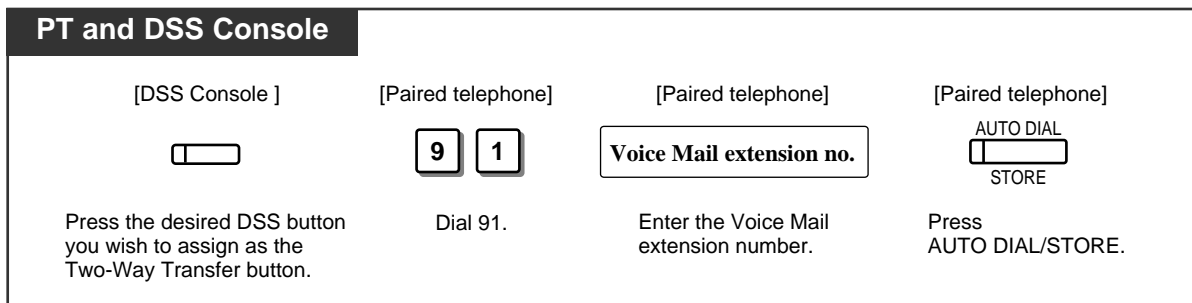 PT and DSS Console
[DSS Console ]
[Paired telephone]
[Paired telephone]
[Paired telephone]
9 1
Voice Mail extension no.
AUTO DIAL
STORE
Press the desired DSS button
you wish to assign as the
Two-Way Transfer button.
Dial 91.
Enter the Voice Mail
extension number.
Press
AUTO DIAL/STORE.